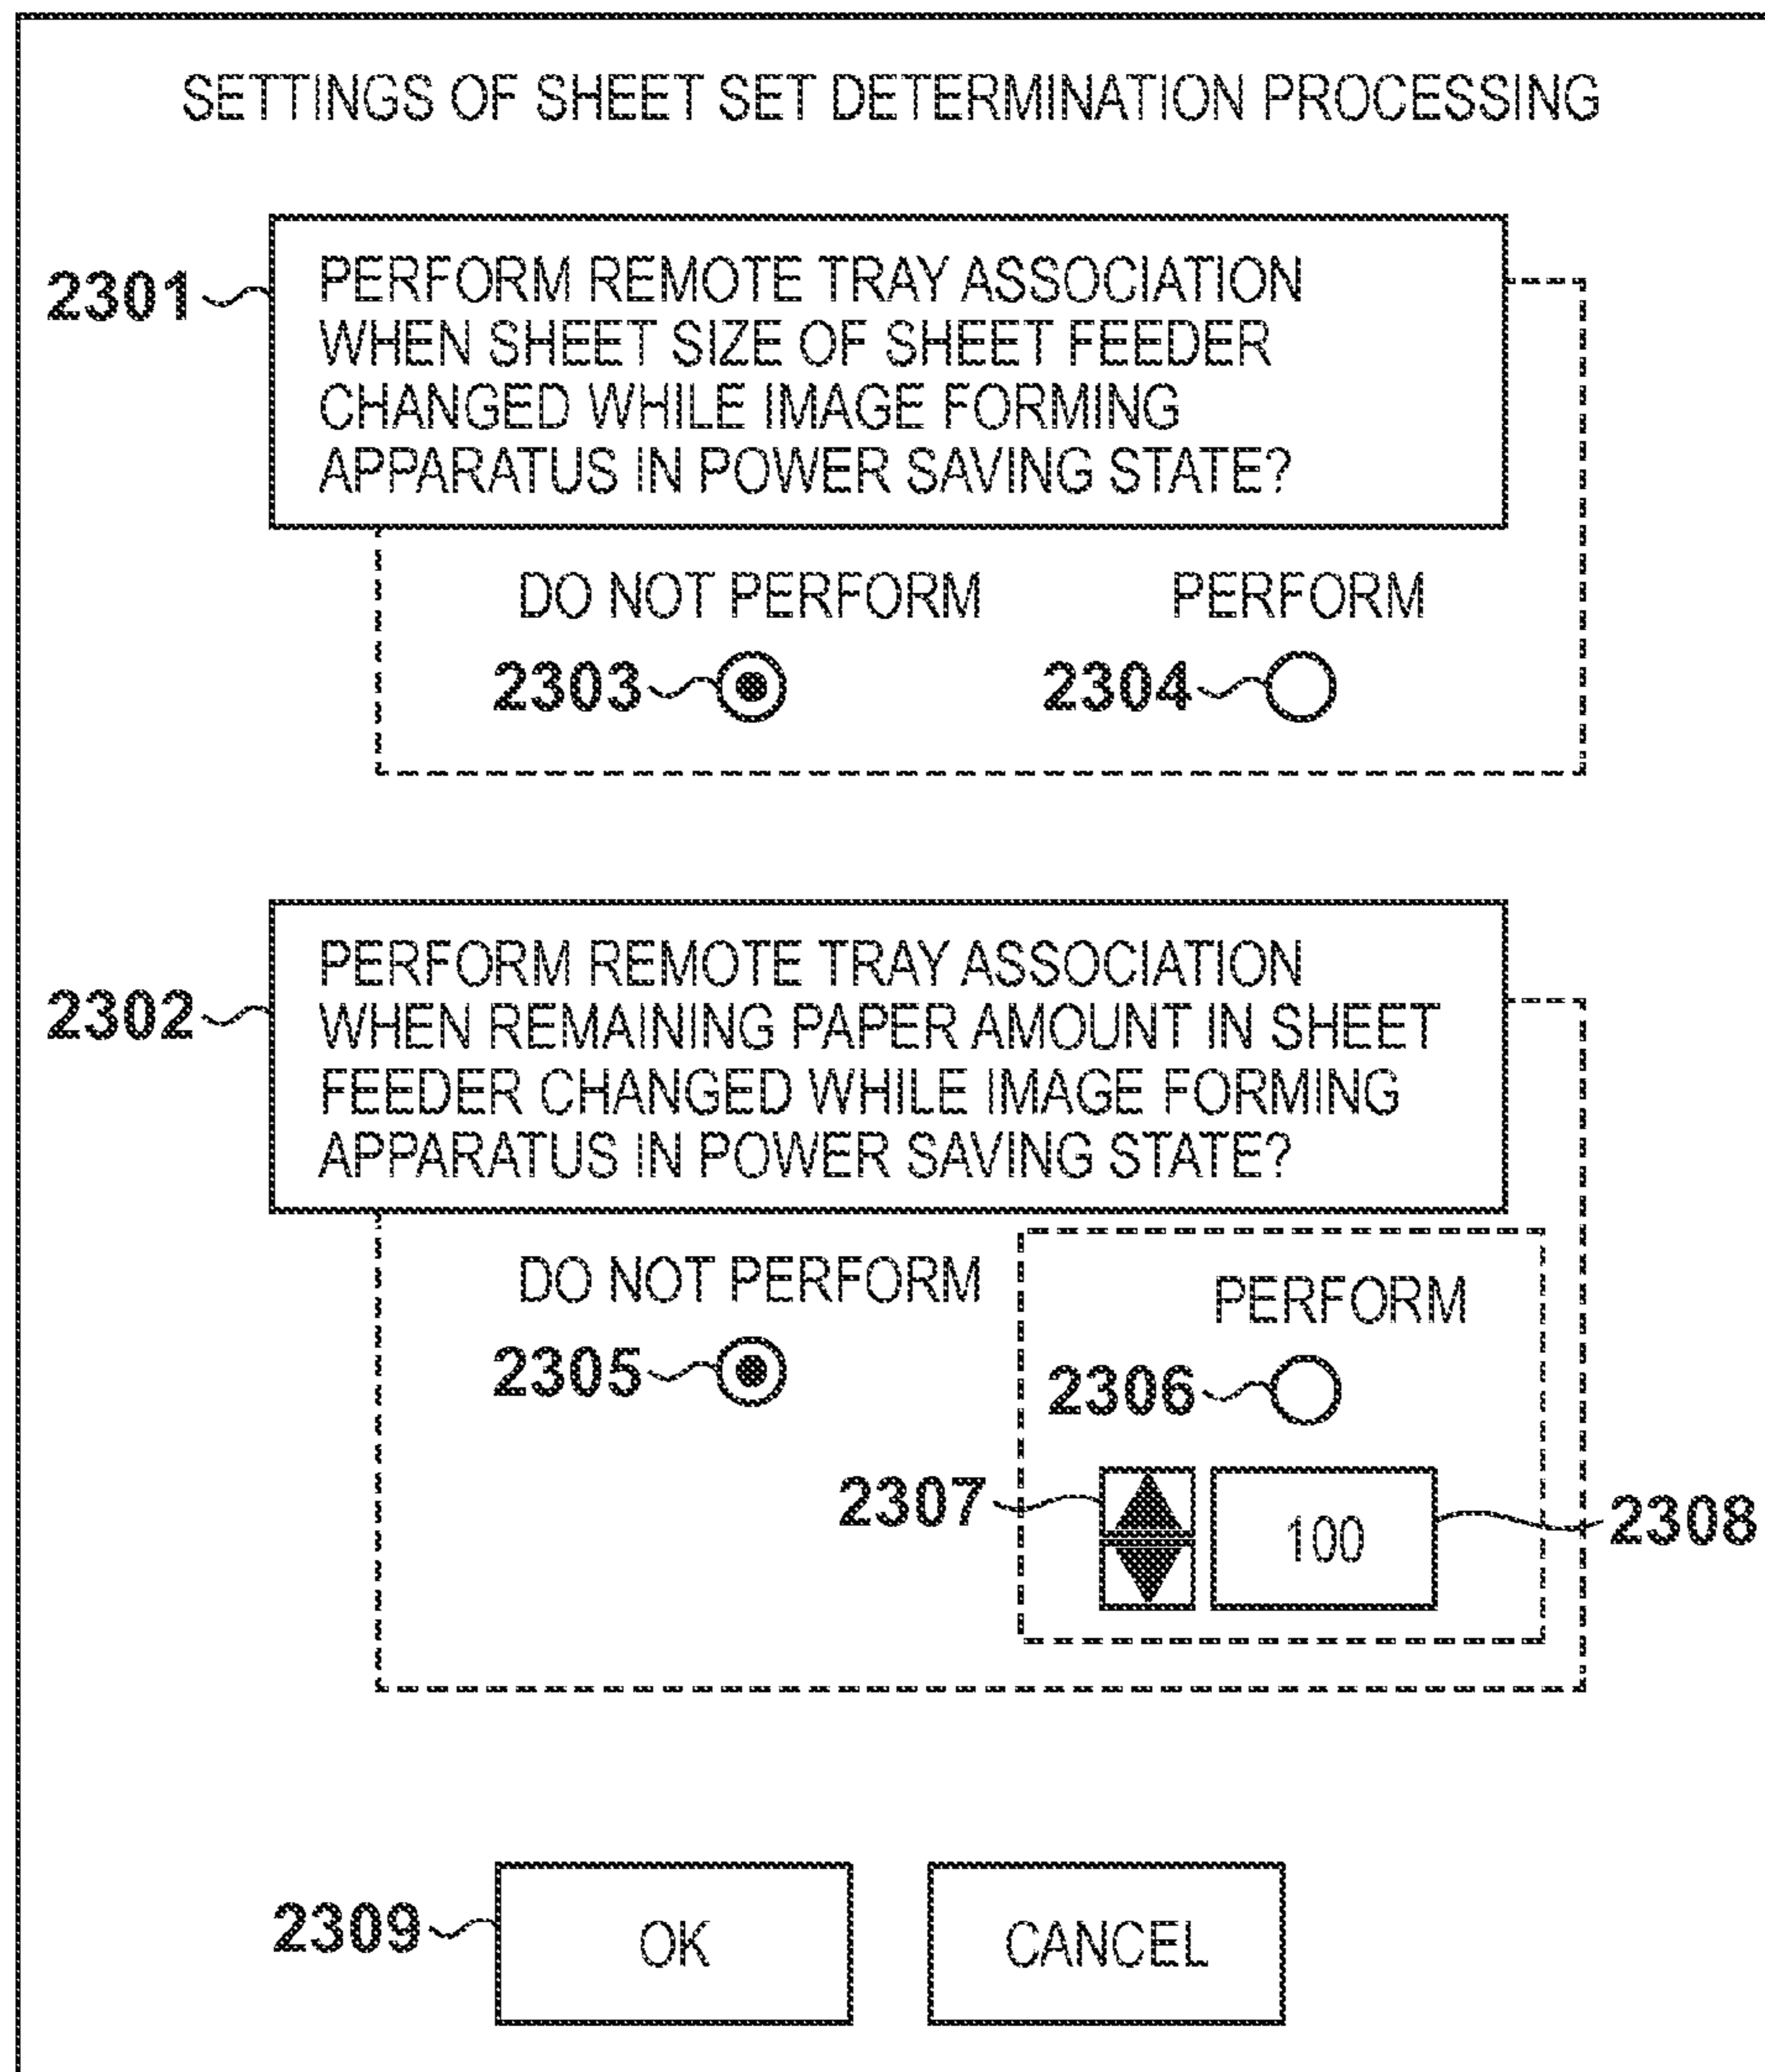 SETTINGS OF SHEET SET DETERMINATION PROCESSING
2301
PERFORM REMOTE TRAY ASSOCIATION
WHEN SHEET SIZE OF SHEET FEEDER
CHANGED WHILE IMAGE FORMING
APPARATUS IN POWER SAVING STATE?
DO NOT PERFORM PERFORM
2303 2304
2302
PERFORM REMOTE TRAY ASSOCIATION
WHEN REMAINING PAPER AMOUNT IN SHEET
FEEDER CHANGED WHILE IMAGE FORMING
APPARATUS IN POWER SAVING STATE?
DO NOT PERFORM PERFORM
2305 2306
2307 100 2308
2309 OK CANCEL